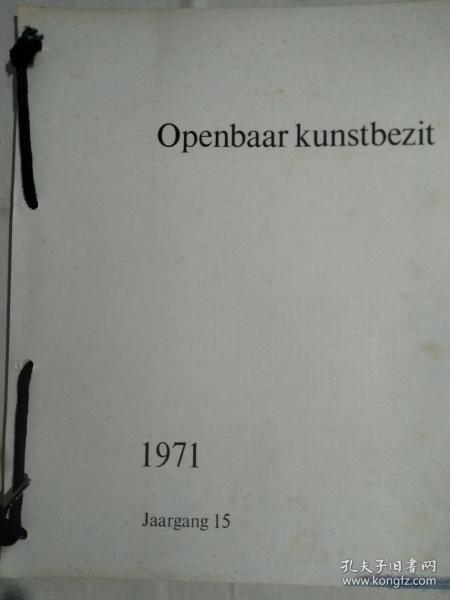 Openbaar kunstbezit
1971
Jaargang 15
孔夫子旧书网
www.kongfz.com